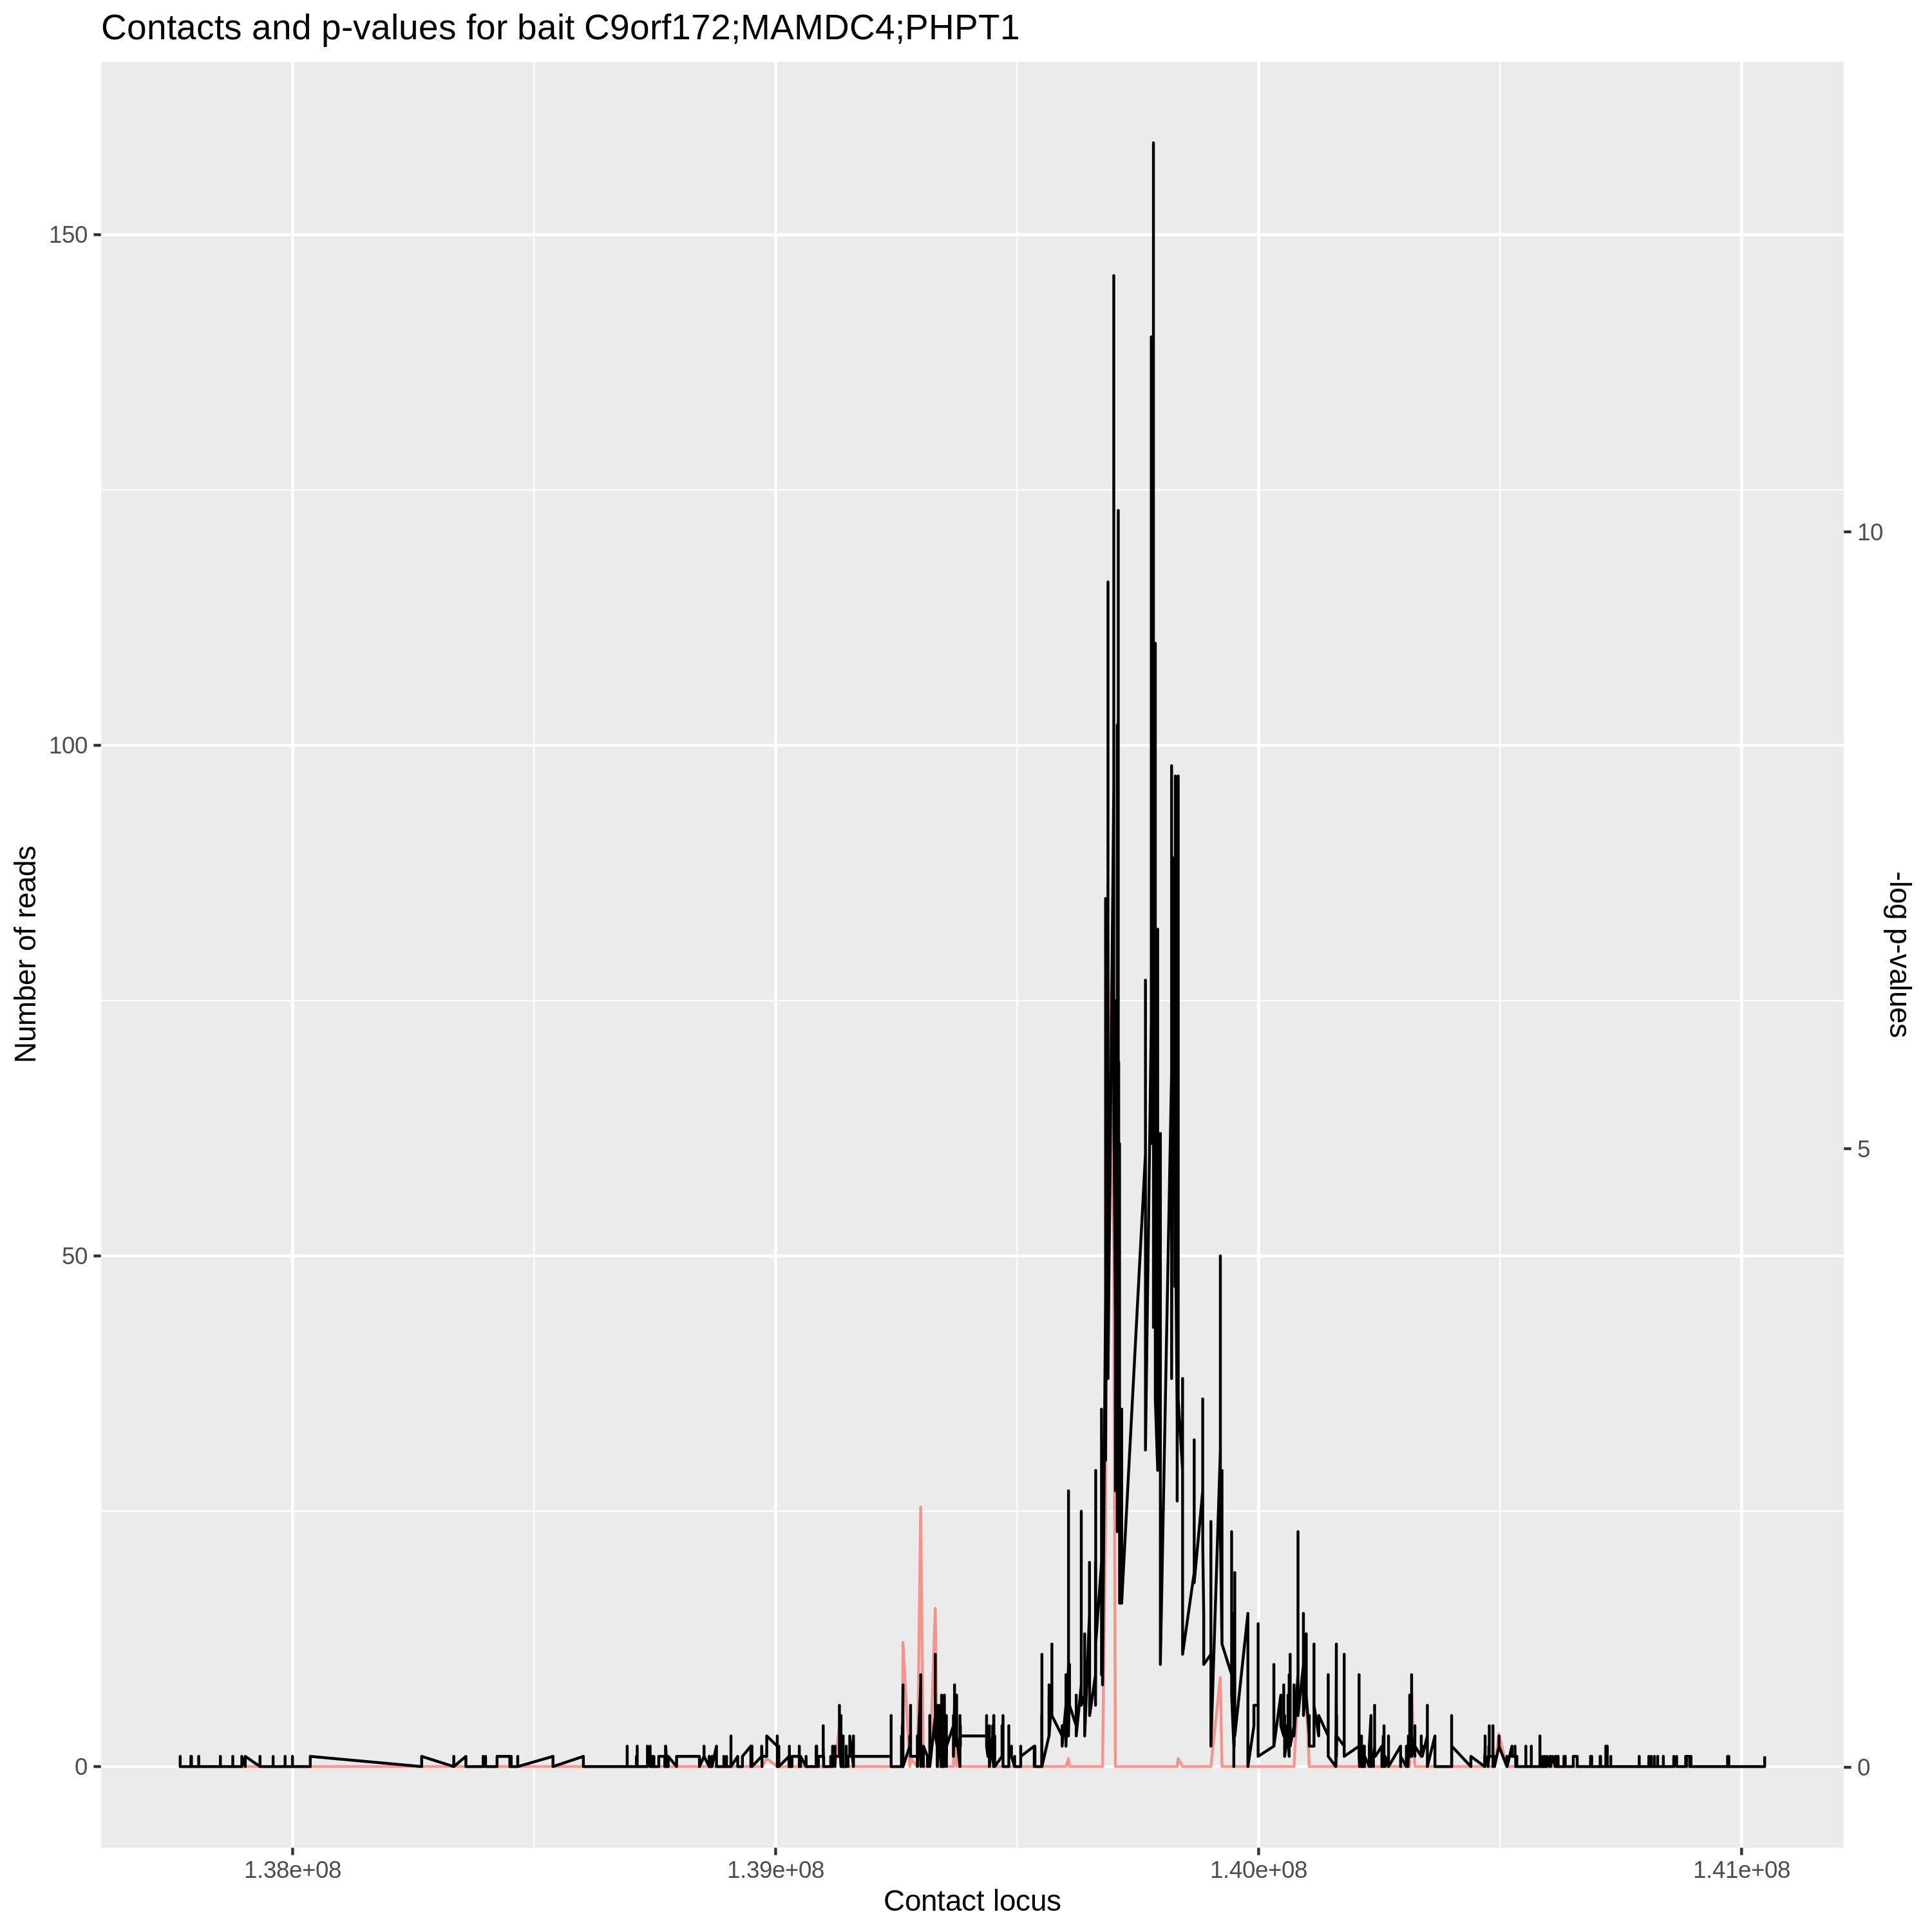 Contacts and p-values for bait C9orf172;MAMDC4;PHPT1
150
100
50
0
Number of reads
10
5
0
-log p-values
1.38e+08 1.39e+08 1.40e+08 1.41e+08
Contact locus